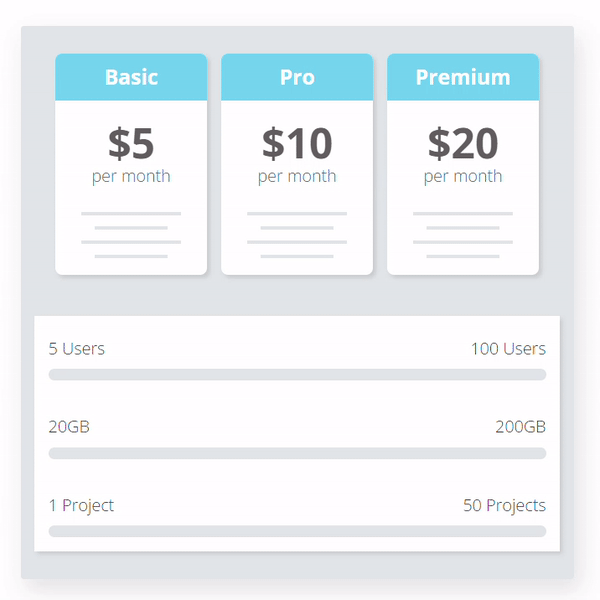 Basic
$5
per month
Pro
$10
per month
Premium
$20
per month
5 Users
100 Users
20GB
200GB
1 Project
50 Projects